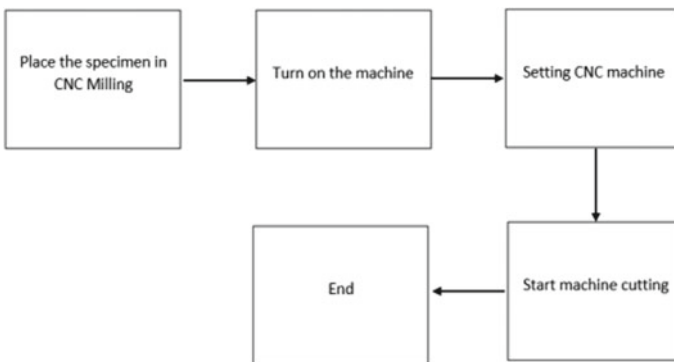 Place the specimen in
CNC Milling
Turn on the machine
Setting CNC machine
Start machine cutting
End